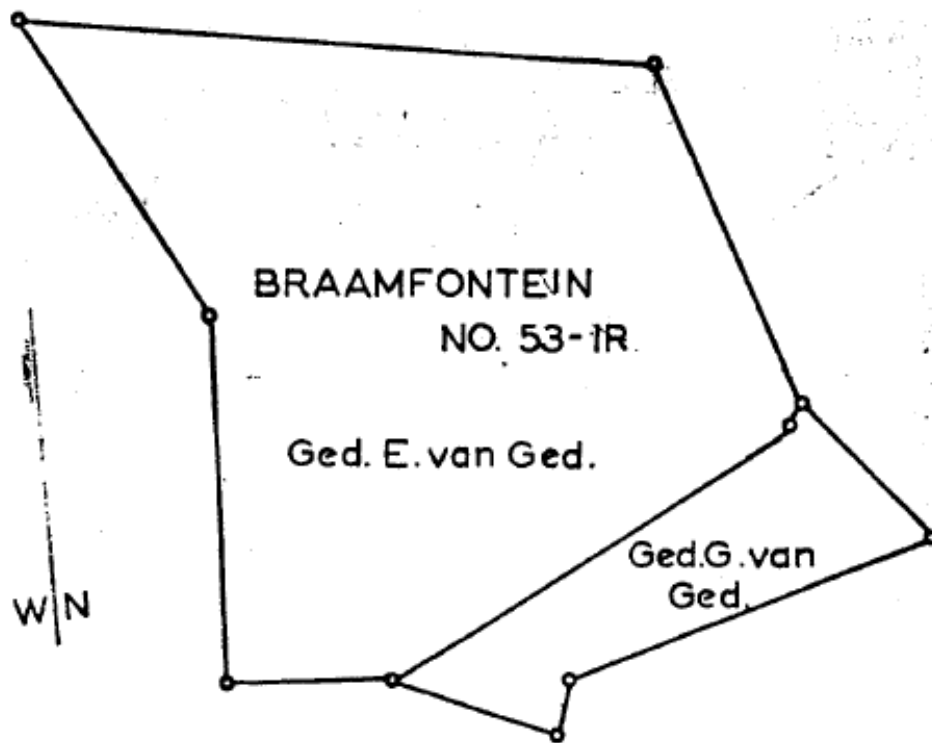 BRAAMFONTEIN
NO. 53-IR
Ged. E. van Ged.
Ged. G. van
Ged.
W N